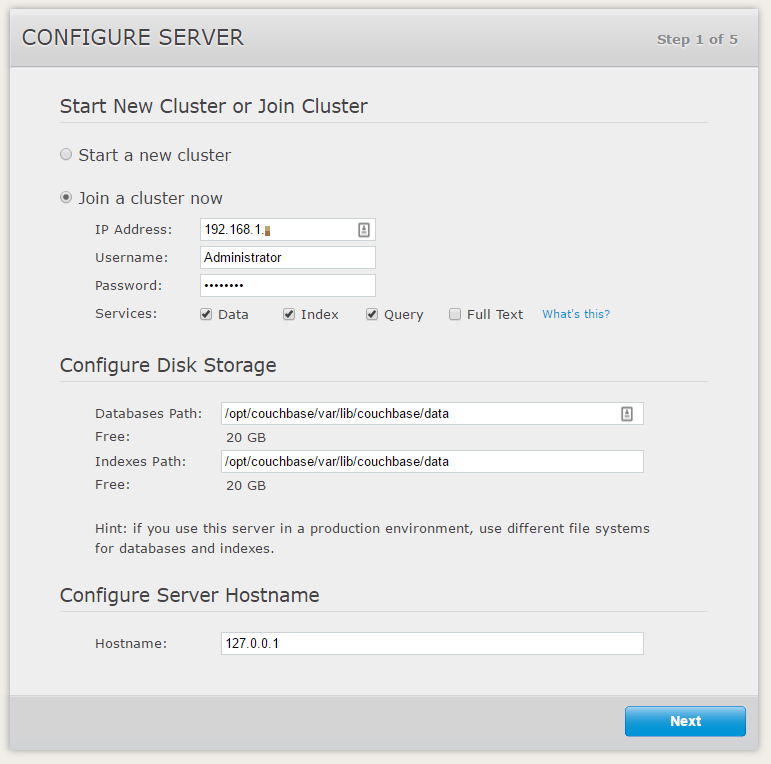 CONFIGURE SERVER
Step 1 of 5
Start New Cluster or Join Cluster
Start a new cluster
Join a cluster now
IP Address: 192.168.1.
Username: Administrator
Password: ••••••••
Services: Data Index Query Full Text What's this?
Configure Disk Storage
Databases Path: /opt/couchbase/var/lib/couchbase/data
Free: 20 GB
Indexes Path: /opt/couchbase/var/lib/couchbase/data
Free: 20 GB
Hint: if you use this server in a production environment, use different file systems
for databases and indexes.
Configure Server Hostname
Hostname: 127.0.0.1
Next